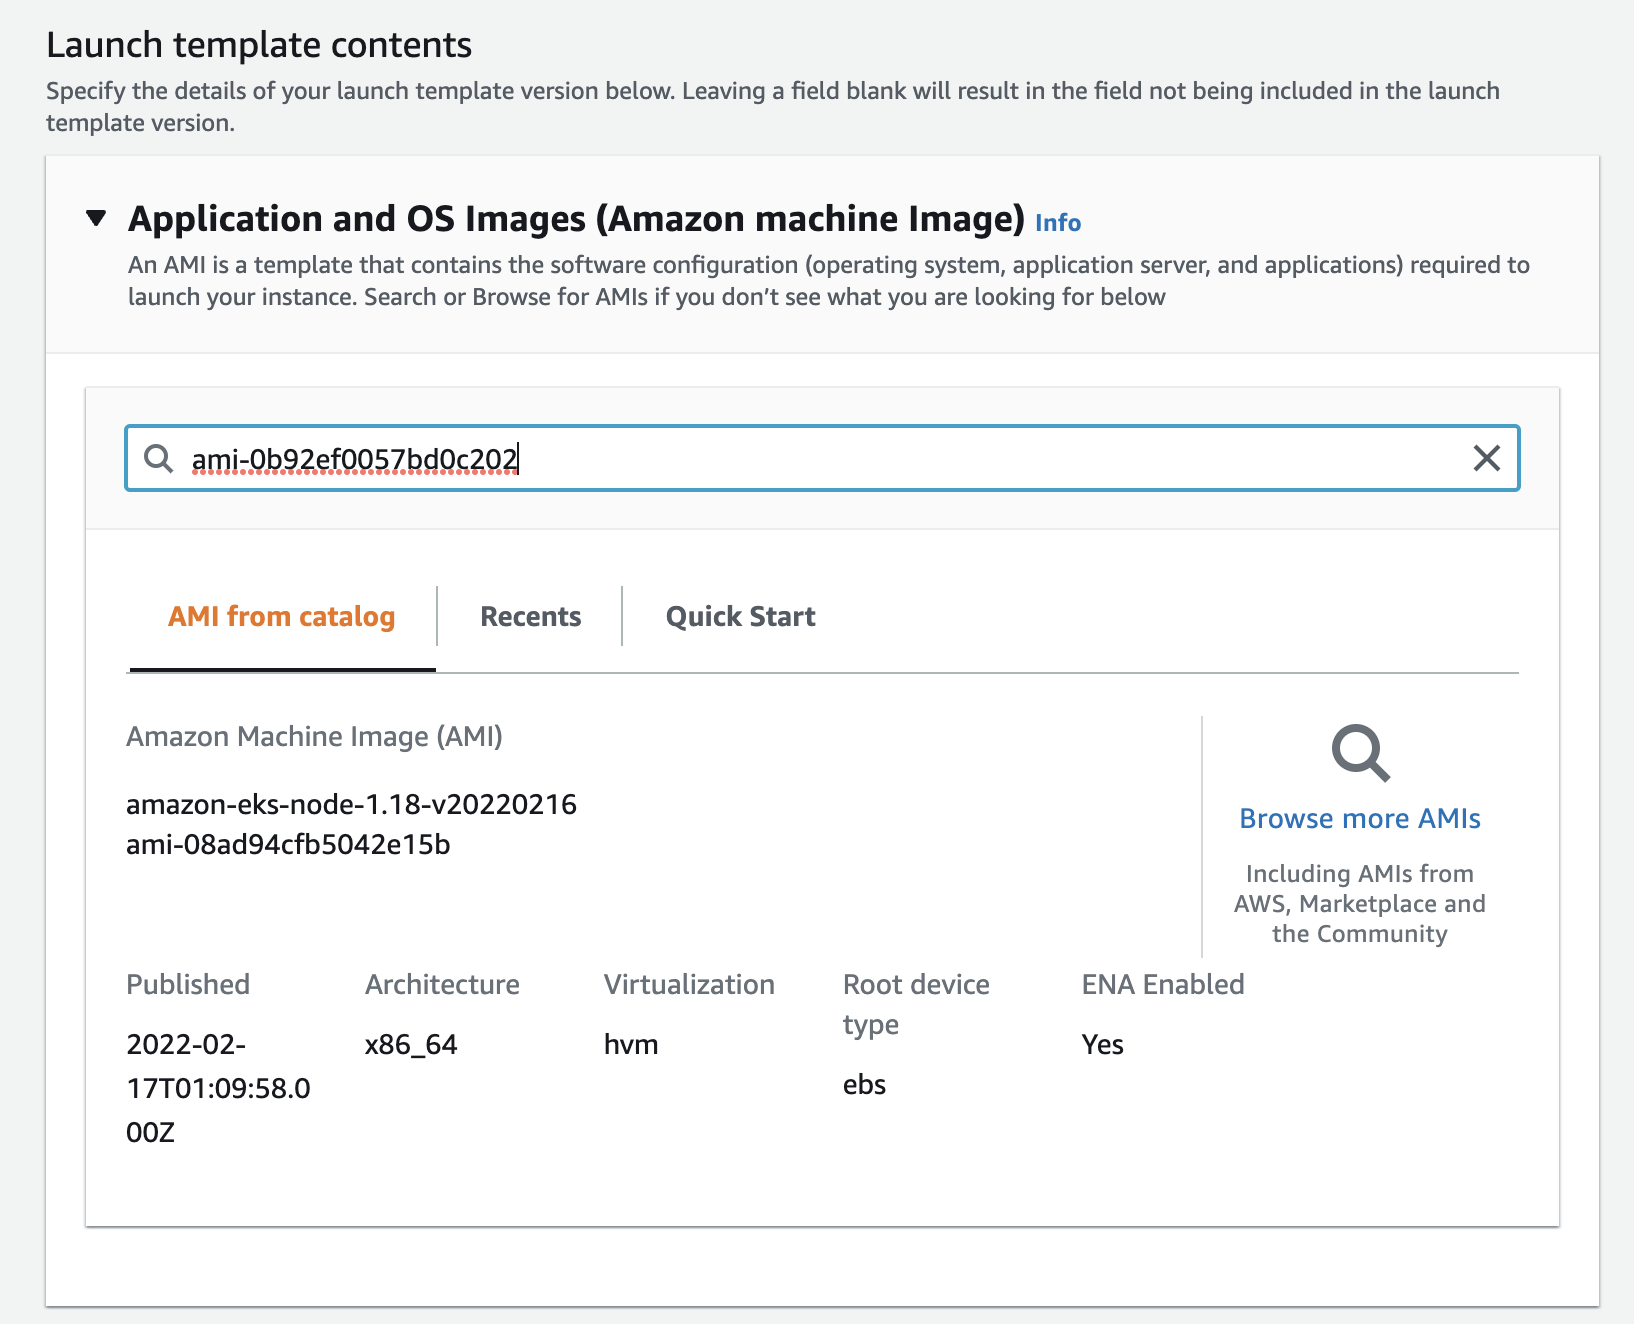 Launch template contents
Specify the details of your launch template version below. Leaving a field blank will result in the field not being included in the launch
template version.
Application and OS Images (Amazon machine Image) Info
An AMI is a template that contains the software configuration (operating system, application server, and applications) required to
launch your instance. Search or Browse for AMIs if you don’t see what you are looking for below
ami-0b92ef0057bd0c202
AMI from catalog
Recents
Quick Start
Amazon Machine Image (AMI)
amazon-eks-node-1.18-v20220216
ami-08ad94cfb5042e15b
Browse more AMIs
Including AMIs from
AWS, Marketplace and
the Community
Published
2022-02-
17T01:09:58.0
00Z
Architecture
x86_64
Virtualization
hvm
Root device
type
ebs
ENA Enabled
Yes